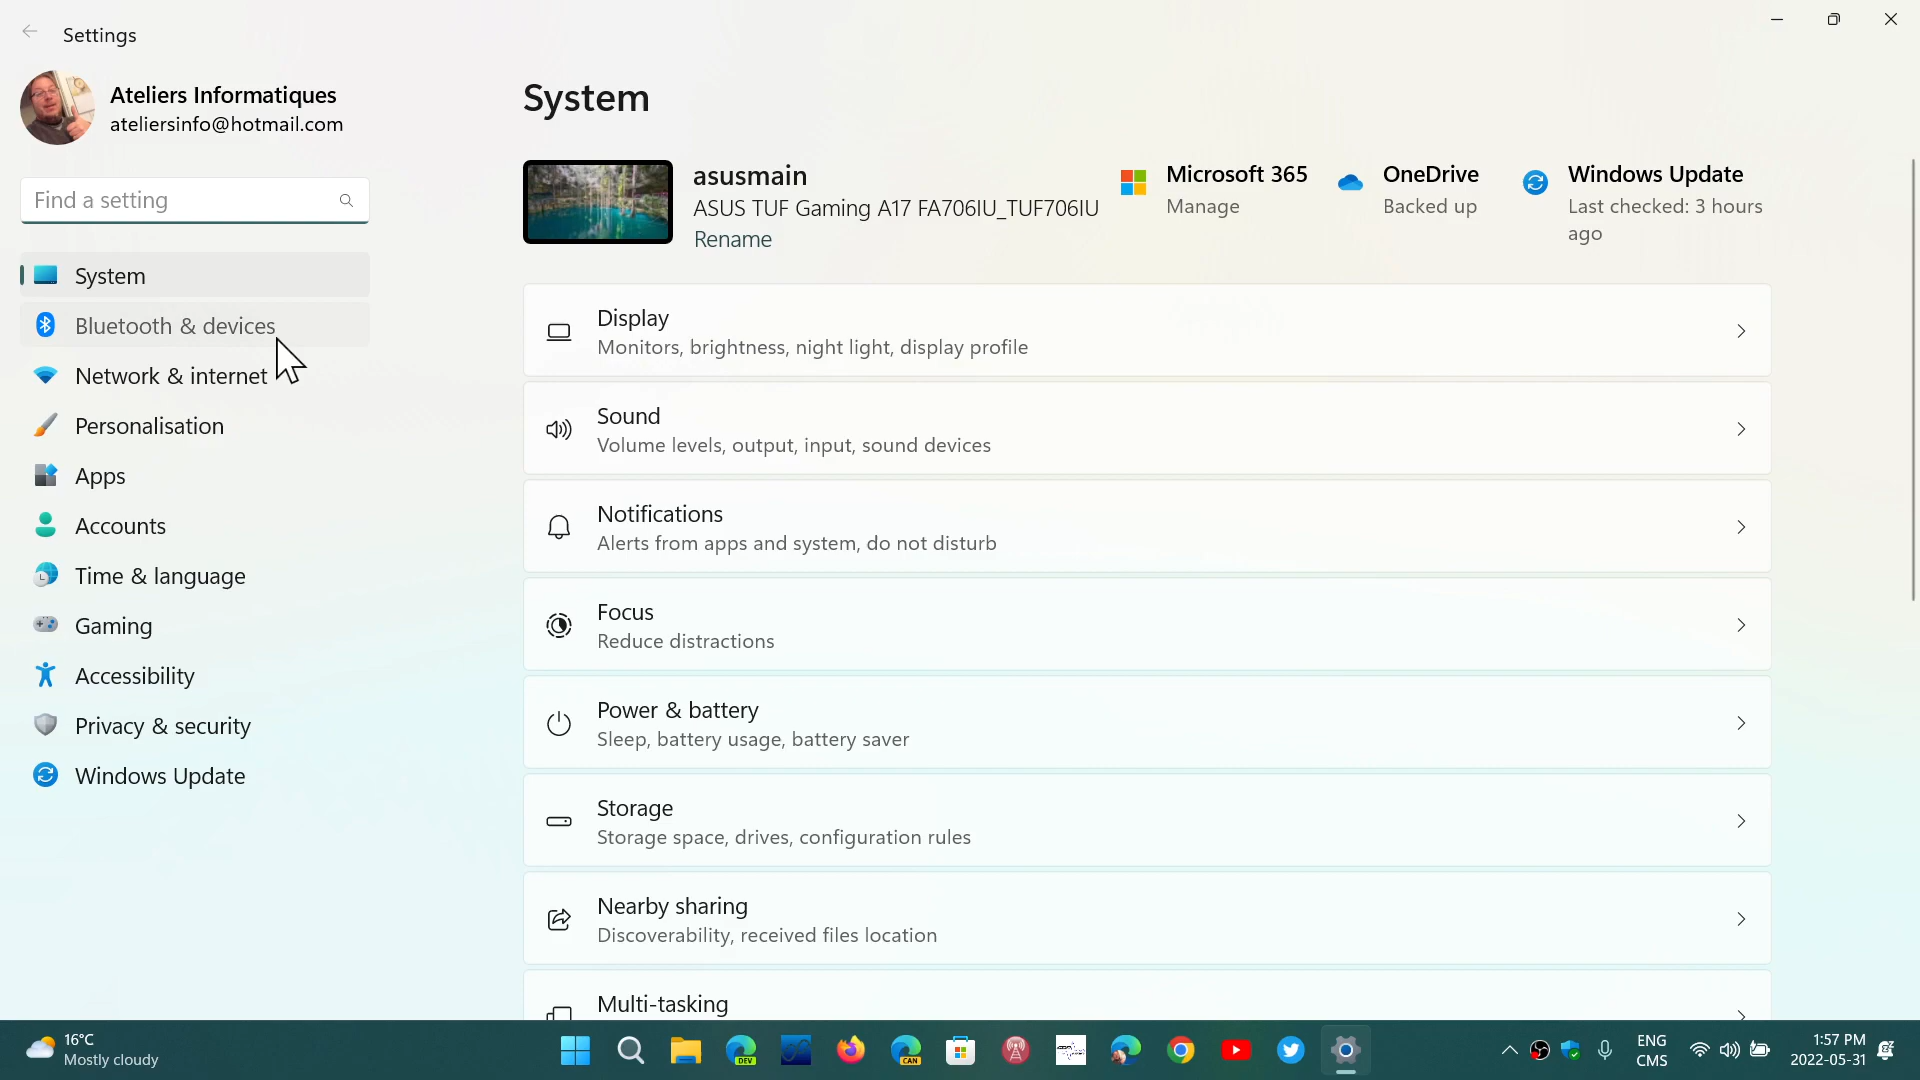 Settings
Ateliers Informatiques
ateliersinfo@hotmail.com
Find a setting
System
Bluetooth & devices
Network & internet
Personalisation
Apps
Accounts
Time & language
Gaming
Accessibility
Privacy & security
Windows Update
System
asusmain
ASUS TUF Gaming A17 FA706IU_TUF706IU
Rename
Microsoft 365
Manage
OneDrive
Backed up
Windows Update
Last checked: 3 hours
ago
Display
Monitors, brightness, night light, display profile
Sound
Volume levels, output, input, sound devices
Notifications
Alerts from apps and system, do not disturb
Focus
Reduce distractions
Power & battery
Sleep, battery usage, battery saver
Storage
Storage space, drives, configuration rules
Nearby sharing
Discoverability, received files location
Multi-tasking
16°C
Mostly cloudy
DEV
CAN
ENG
CMS
1:57 PM
2022-05-31